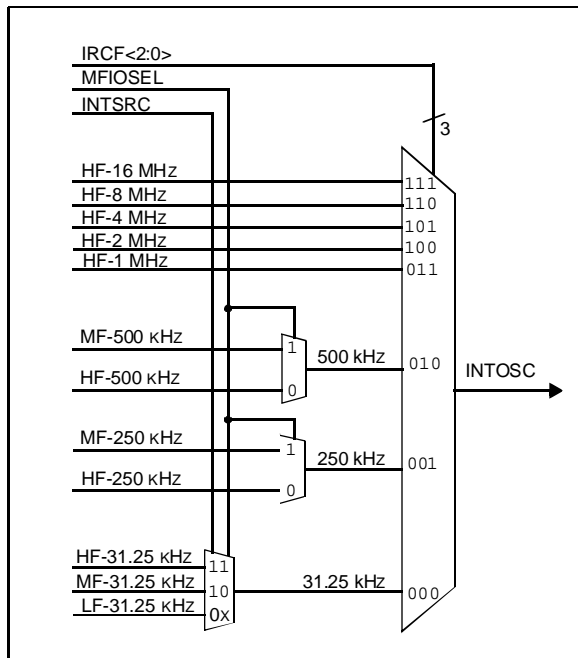 IRCF<2:0>
MFIOSEL
INTSRC
3
HF-16 MHz
111
HF-8 MHz
110
HF-4 MHz
101
HF-2 MHz
100
HF-1 MHz
011
MF-500 kHz
1
500 kHz
010
HF-500 kHz
0
INTOSC
MF-250 kHz
1
250 kHz
001
HF-250 kHz
0
HF-31.25 kHz
11
MF-31.25 kHz
10
31.25 kHz
000
LF-31.25 kHz
0X